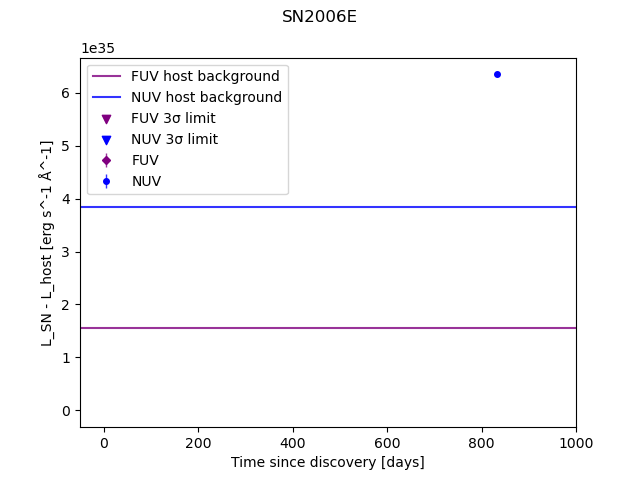 SN2006E
1e35
FUV host background
NUV host background
FUV 3σ limit
NUV 3σ limit
FUV
NUV
6
5
4
3
2
1
0
L_SN - L_host [erg s^-1 Å^-1]
0 200 400 600 800 1000
Time since discovery [days]